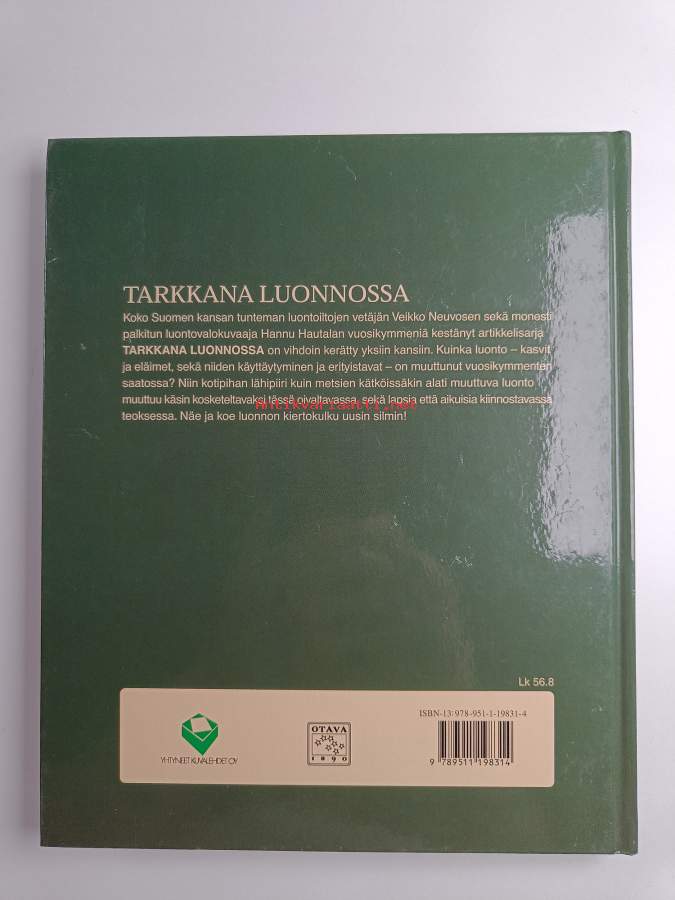 TARKKANA LUONNOSSA
Koko Suomen kansan tunteman luontoiltojen vetäjän Veikko Neuvosen sekä monesti
palkitun luontovalokuvaaja Hannu Hautalan vuosikymmeniä kestänyt artikkelisarja
TARKKANA LUONNOSSA on vihdoin kerätty yksiin kansiin. Kuinka luonto – kasvit
ja eläimet, sekä niiden käyttäytyminen ja erityistavat – on muuttunut vuosikymmenten
saatossa? Niin kotipihan lähipiiri kuin metsien kätköissäkin alati muuttuva luonto
muuttuu käsin kosketeltavaksi tässä oivaltavassa, sekä lapsia että aikuisia kiinnostavassa
Antikvariaatti.net
teoksessa. Näe ja koe luonnon kiertokulku uusin silmin!
Lk 56.8
ISBN-13: 978-951-1-19831-4
YHTYNEET KUVALEHDET OY
OTAVA
1890
9 789511 198314